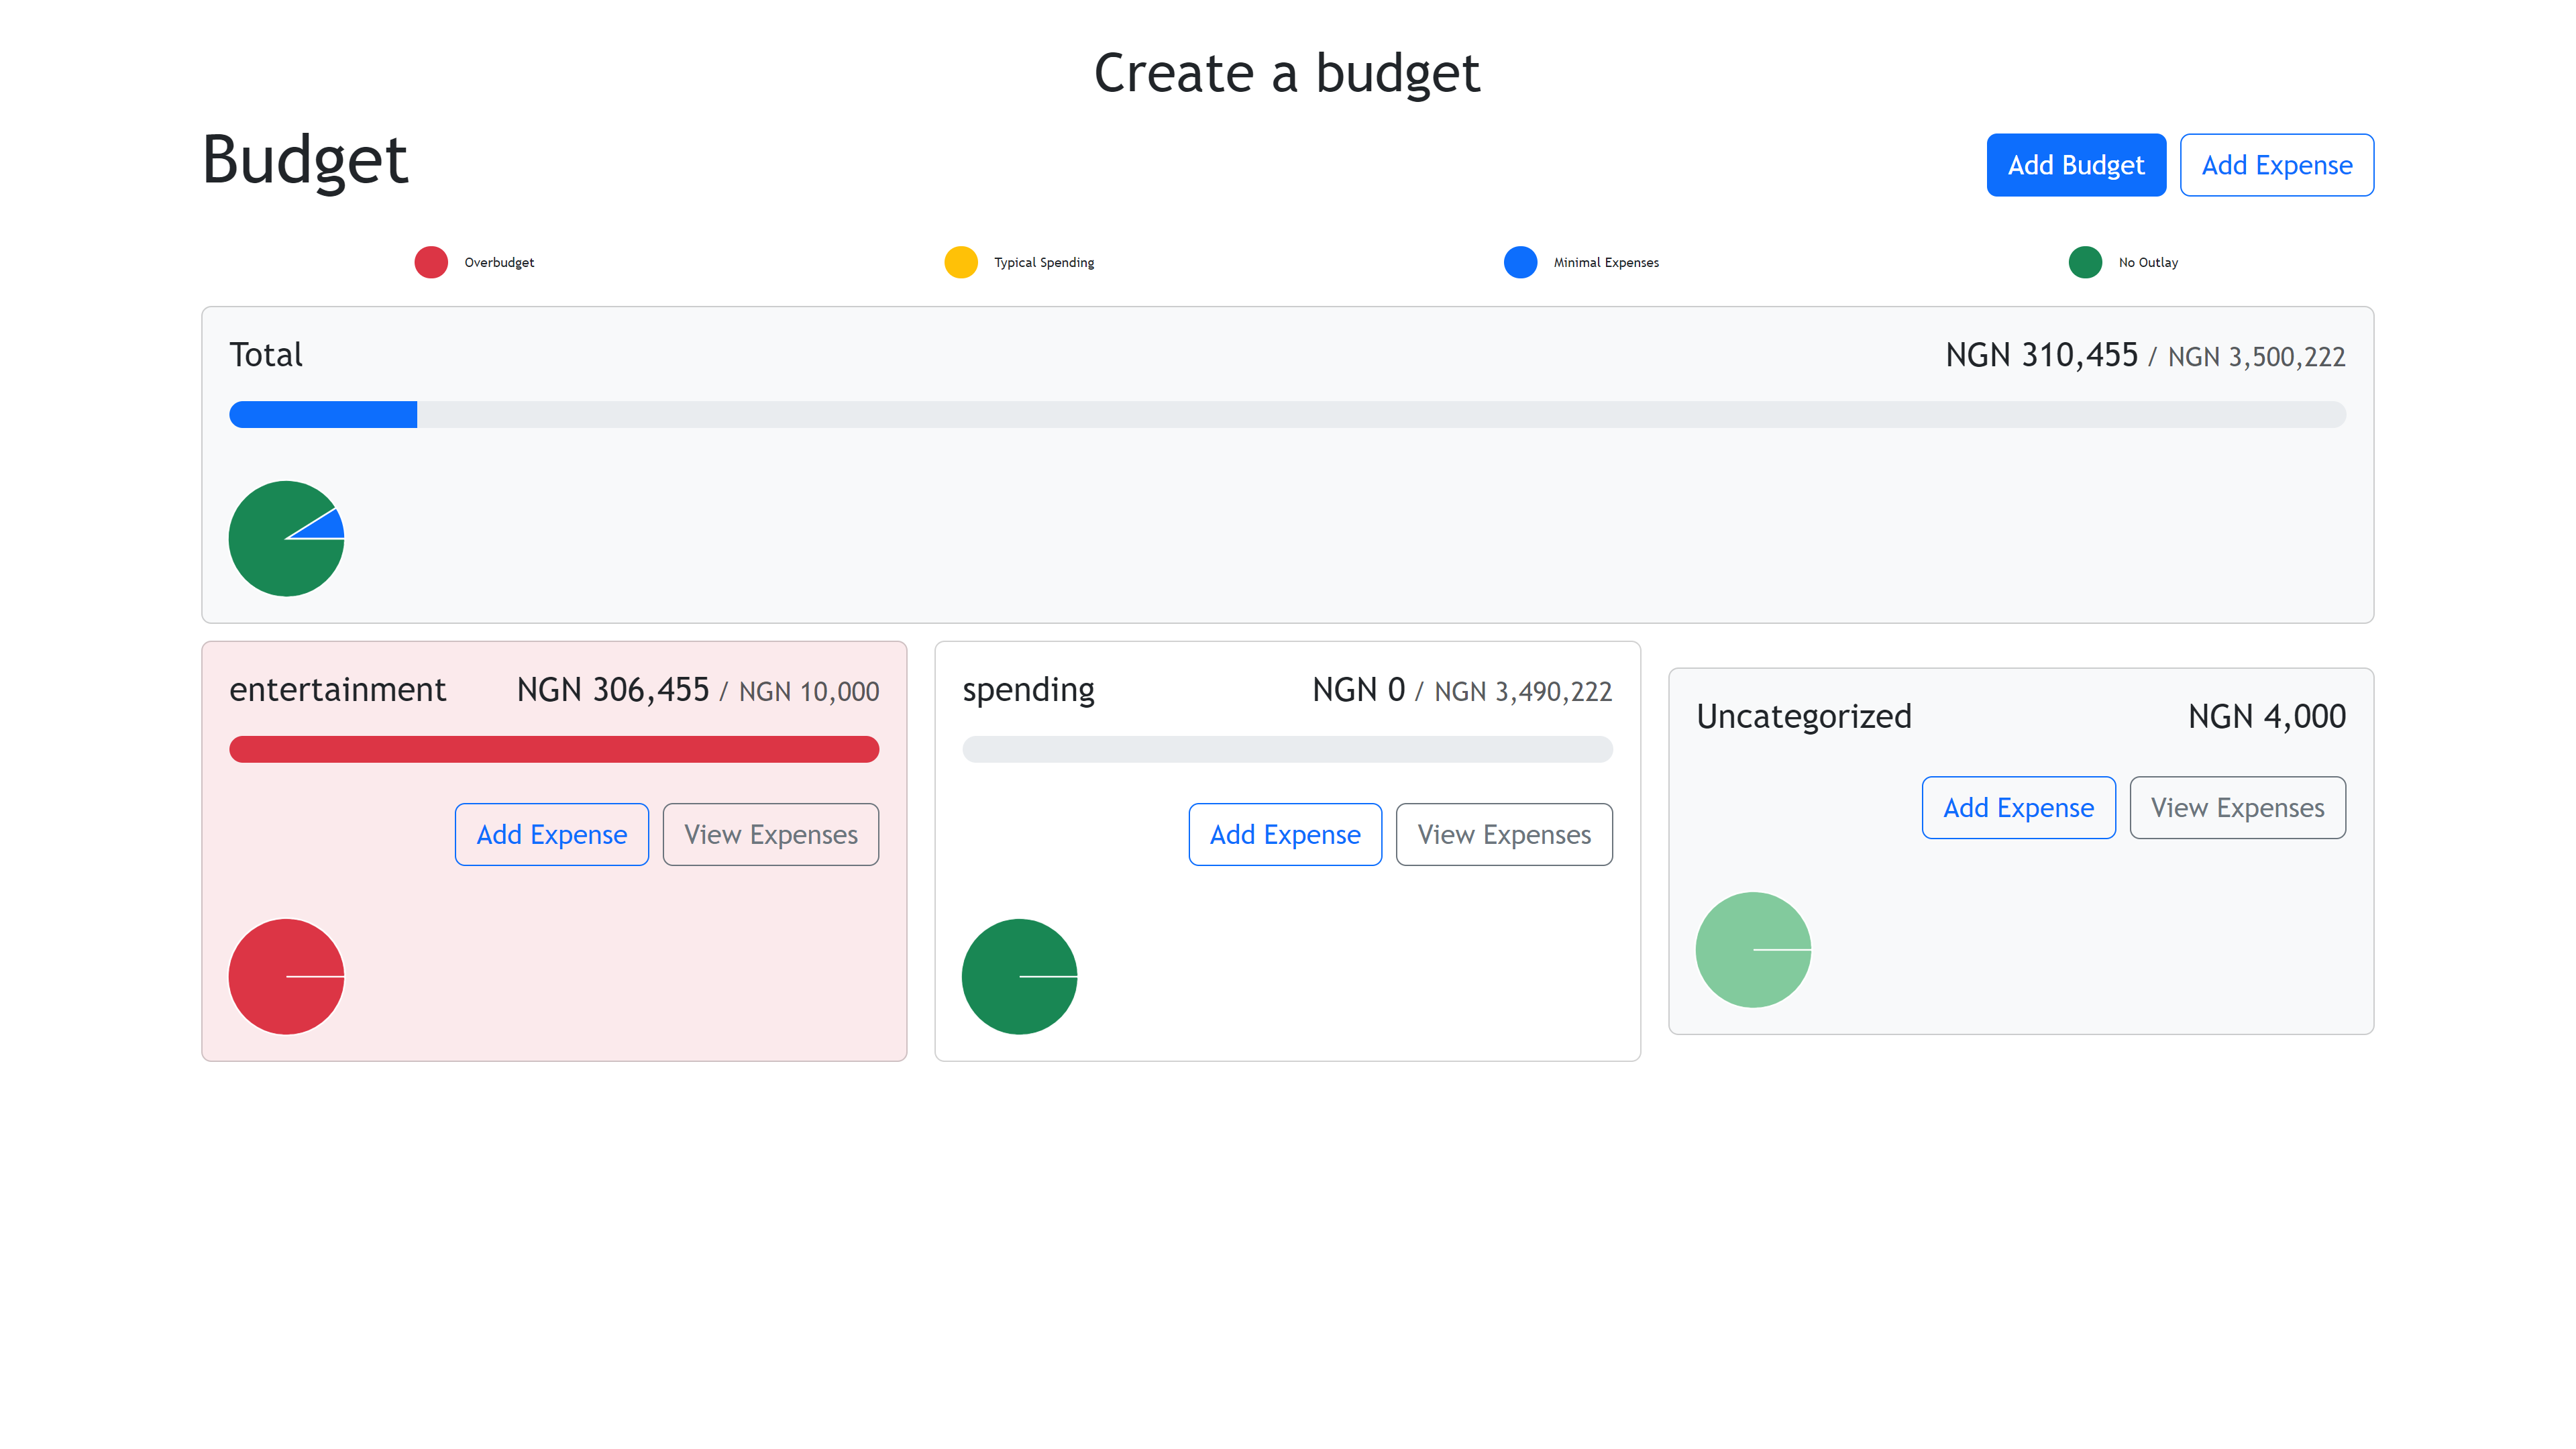 Create a budget
Budget
Add Budget
Add Expense
Overbudget
Typical Spending
Minimal Expenses
No Outlay
Total
NGN 310,455 / NGN 3,500,222
entertainment
NGN 306,455 / NGN 10,000
Add Expense
View Expenses
spending
NGN 0 / NGN 3,490,222
Add Expense
View Expenses
Uncategorized
NGN 4,000
Add Expense
View Expenses